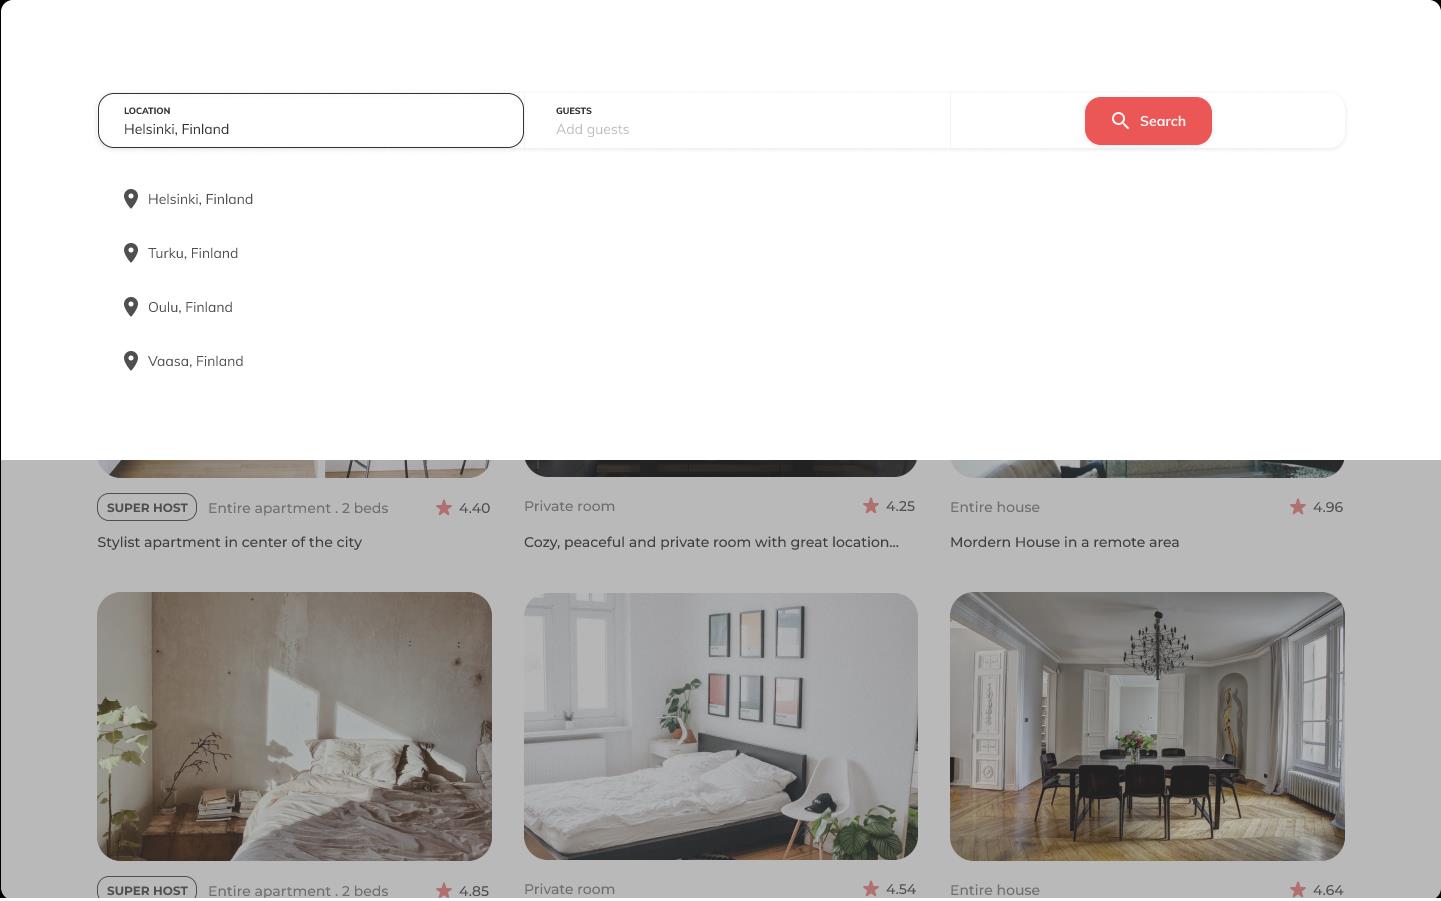 LOCATION
Helsinki, Finland
GUESTS
Add guests
Search
Helsinki, Finland
Turku, Finland
Oulu, Finland
Vaasa, Finland
SUPER HOST Entire apartment . 2 beds 4.40
Stylist apartment in center of the city
Private room 4.25
Cozy, peaceful and private room with great location...
Entire house 4.96
Mordern House in a remote area
SUPER HOST Entire apartment . 2 beds 4.85
Private room 4.54
Entire house 4.64